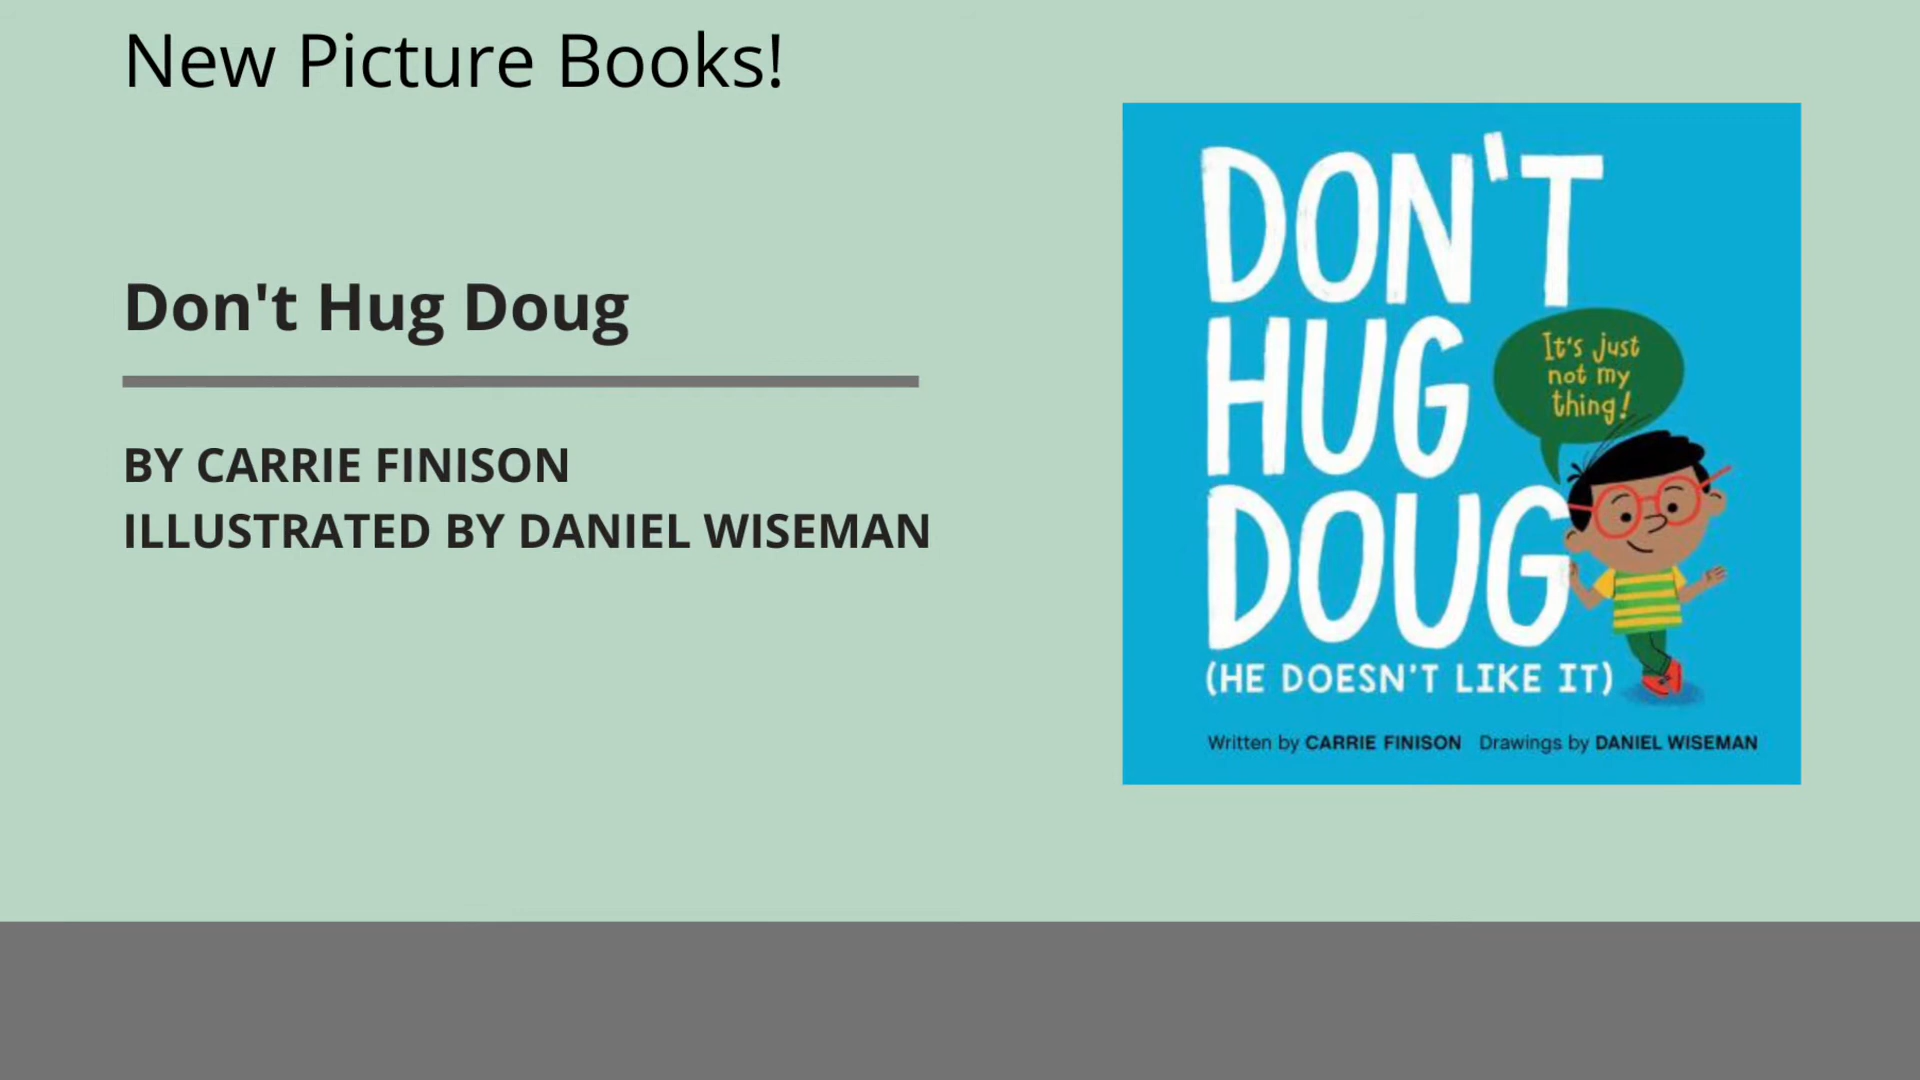 New Picture Books!
Don't Hug Doug
BY CARRIE FINISON
ILLUSTRATED BY DANIEL WISEMAN
DON'T
HUG
DOUG
(HE DOESN'T LIKE IT)
It's just
not my
thing!
Written by CARRIE FINISON Drawings by DANIEL WISEMAN